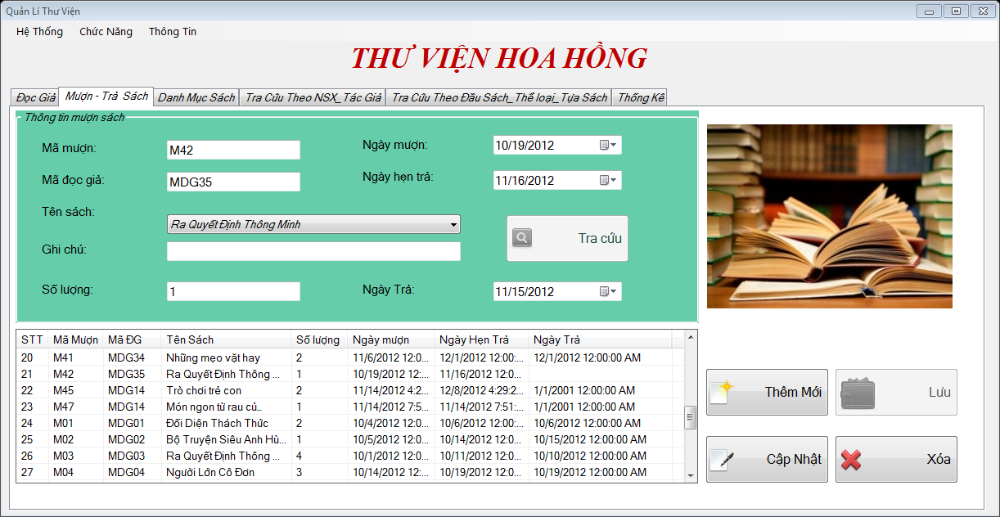 Quản Lí Thư Viện
Hệ Thống Chức Năng Thông Tin
THƯ VIỆN HOA HỒNG
Đọc Giả Mượn - Trả Sách Danh Mục Sách Tra Cứu Theo NSX_Tác Giả Tra Cứu Theo Đầu Sách_Thể loại_Tựa Sách Thống Kê
Thông tin mượn sách
Mã mượn: M42 Ngày mượn: 10/19/2012
Mã đọc giả: MDG35 Ngày hẹn trả: 11/16/2012
Tên sách: Ra Quyết Định Thông Minh
Tra cứu
Ghi chú:
Số lượng: 1 Ngày Trả: 11/15/2012
STT Mã Mượn Mã ĐG Tên Sách Số lượng Ngày mượn Ngày Hẹn Trả Ngày Trả
20 M41 MDG34 Những mẹo vặt hay 2 11/6/2012 12:0... 12/1/2012 12:00:... 12/1/2012 12:00:00 AM
21 M42 MDG35 Ra Quyết Định Thông ... 1 10/19/2012 12:... 11/16/2012 12:0...
22 M45 MDG14 Trò chơi trẻ con 2 11/14/2012 4:2... 12/8/2012 4:29:2... 1/1/2001 12:00:00 AM
23 M47 MDG14 Món ngon từ rau củ.. 1 11/14/2012 7:5... 11/14/2012 7:51:... 1/1/2001 12:00:00 AM
24 M01 MDG01 Đối Diện Thách Thức 2 10/4/2012 12:0... 10/6/2012 12:00:... 10/6/2012 12:00:00 AM
25 M02 MDG02 Bộ Truyện Siêu Anh Hù... 1 10/5/2012 12:0... 10/14/2012 12:0... 10/15/2012 12:00:00 AM
26 M03 MDG03 Ra Quyết Định Thông ... 4 10/1/2012 12:0... 10/11/2012 12:0... 10/10/2012 12:00:00 AM
27 M04 MDG04 Người Lớn Cô Đơn 3 10/14/2012 12:... 10/19/2012 12:0... 10/19/2012 12:00:00 AM
Thêm Mới Lưu
Cập Nhật Xóa